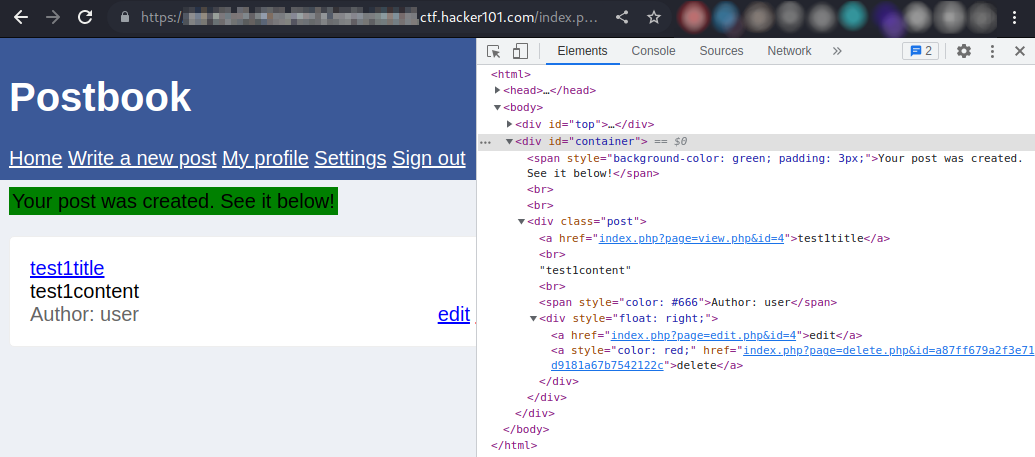 https://
.ctf.hacker101.com/index.p…
Postbook
Home Write a new post My profile Settings Sign out
Your post was created. See it below!
test1title
test1content
Author: user
edit
Elements Console Sources Network » 2
<html>
<head>…</head>
<body>
<div id="top">…</div>
… <div id="container"> == $0
<span style="background-color: green; padding: 3px;">Your post was created.
See it below!</span>
<br>
<br>
<div class="post">
<a href="index.php?page=view.php&id=4">test1title</a>
<br>
"test1content"
<br>
<span style="color: #666">Author: user</span>
<div style="float: right;">
<a href="index.php?page=edit.php&id=4">edit</a>
<a style="color: red;" href="index.php?page=delete.php&id=a87ff679a2f3e71
d9181a67b7542122c">delete</a>
</div>
</div>
</div>
</body>
</html>